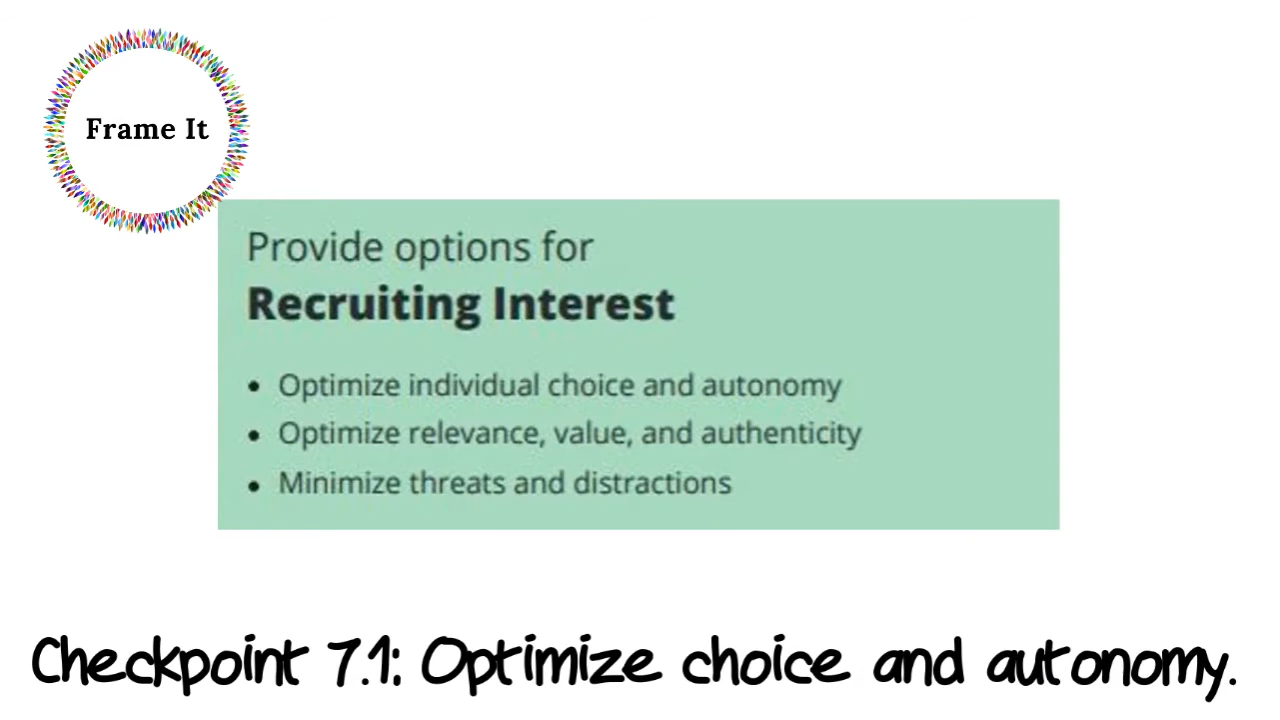 Frame It
Provide options for
Recruiting Interest
• Optimize individual choice and autonomy
• Optimize relevance, value, and authenticity
• Minimize threats and distractions
Checkpoint 7.1: Optimize choice and autonomy.